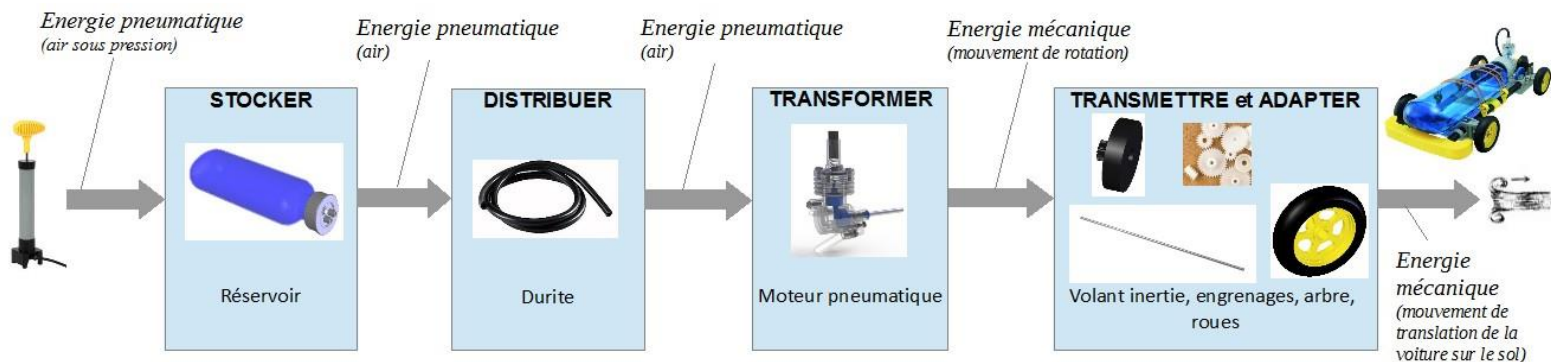 Energie pneumatique
(air sous pression)
Energie pneumatique
(air)
Energie pneumatique
(air)
Energie mécanique
(mouvement de rotation)
STOCKER
DISTRIBUER
TRANSFORMER
TRANSMETTRE et ADAPTER
Réservoir
Durite
Moteur pneumatique
Volant inertie, engrenages, arbre,
roues
Energie
mécanique
(mouvement de
translation de la
voiture sur le sol)